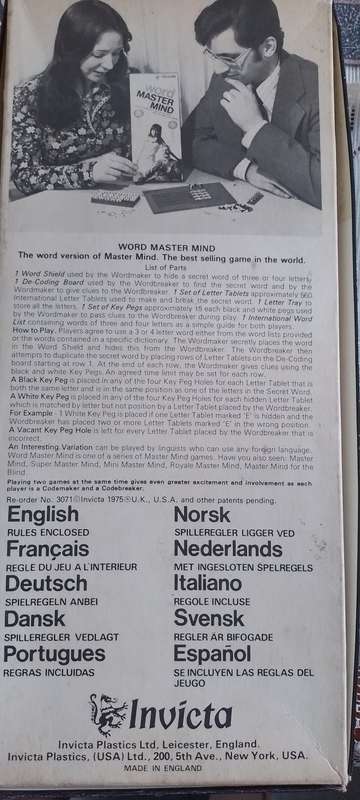 word
MASTER
MIND
WORD MASTER MIND
The word version of Master Mind. The best selling game in the world.
List of Parts
1 Word Shield used by the Wordmaker to hide a secret word of three or four letters.
1 De-Coding Board used by the Wordbreaker to find the secret word and by the
Wordmaker to give clues to the Wordbreaker. 1 Set of Letter Tablets approximately 560
International Letter Tablets used to make and break the secret word. 1 Letter Tray to
store all the letters. 1 Set of Key Pegs approximately 15 each black and white pegs used
by the Wordmaker to pass clues to the Wordbreaker during play. 1 International Word
List containing words of three and four letters as a simple guide for both players.
How to Play. Players agree to use a 3 or 4 letter word either from the word lists provided
or the words contained in a specific dictionary. The Wordmaker secretly places the word
in the Word Shield and hides this from the Wordbreaker. The Wordbreaker then
attempts to duplicate the secret word by placing rows of Letter Tablets on the De-Coding
board starting at row 1. At the end of each row, the Wordmaker gives clues using the
black and white Key Pegs. An agreed time limit may be set for each row.
A Black Key Peg is placed in any of the four Key Peg Holes for each Letter Tablet that is
both the same letter and is in the same position as one of the letters in the Secret Word.
A White Key Peg is placed in any of the four Key Peg Holes for each hidden Letter Tablet
which is matched by letter but not position by a Letter Tablet placed by the Wordbreaker.
For Example - 1 White Key Peg is placed if one Letter Tablet marked 'E' is hidden and the
Wordbreaker has placed two or more Letter Tablets marked 'E' in the wrong position.
A Vacant Key Peg Hole is left for every Letter Tablet placed by the Wordbreaker that is
incorrect.
An Interesting Variation can be played by linguists who can use any foreign language.
Word Master Mind is one of a series of Master Mind games. Have you also seen: Master
Mind, Super Master Mind, Mini Master Mind, Royale Master Mind, Master Mind for the
Blind
Playing two games at the same time gives even greater excitement and involvement as each
player is a Codemaker and a Codebreaker.
Re-order No. 3071 © Invicta 1975 ® U.K., U.S.A. and other patents pending.
English
RULES ENCLOSED
Français
REGLE DU JEU A L'INTERIEUR
Deutsch
SPIELREGELN ANBEI
Dansk
SPILLEREGLER VEDLAGT
Portugues
REGRAS INCLUIDAS
Norsk
SPILLEREGEL LIGGER VED
Nederlands
MET INGESLOTEN SPELREGELS
Italiano
REGOLE INCLUSE
Svensk
REGLER ÄR BIFOGADE
Español
SE INCLUYEN LAS REGLAS DEL
JEUGO
Invicta
Invicta Plastics Ltd, Leicester, England.
Invicta Plastics, (USA) Ltd., 200, 5th Ave., New York, USA.
MADE IN ENGLAND